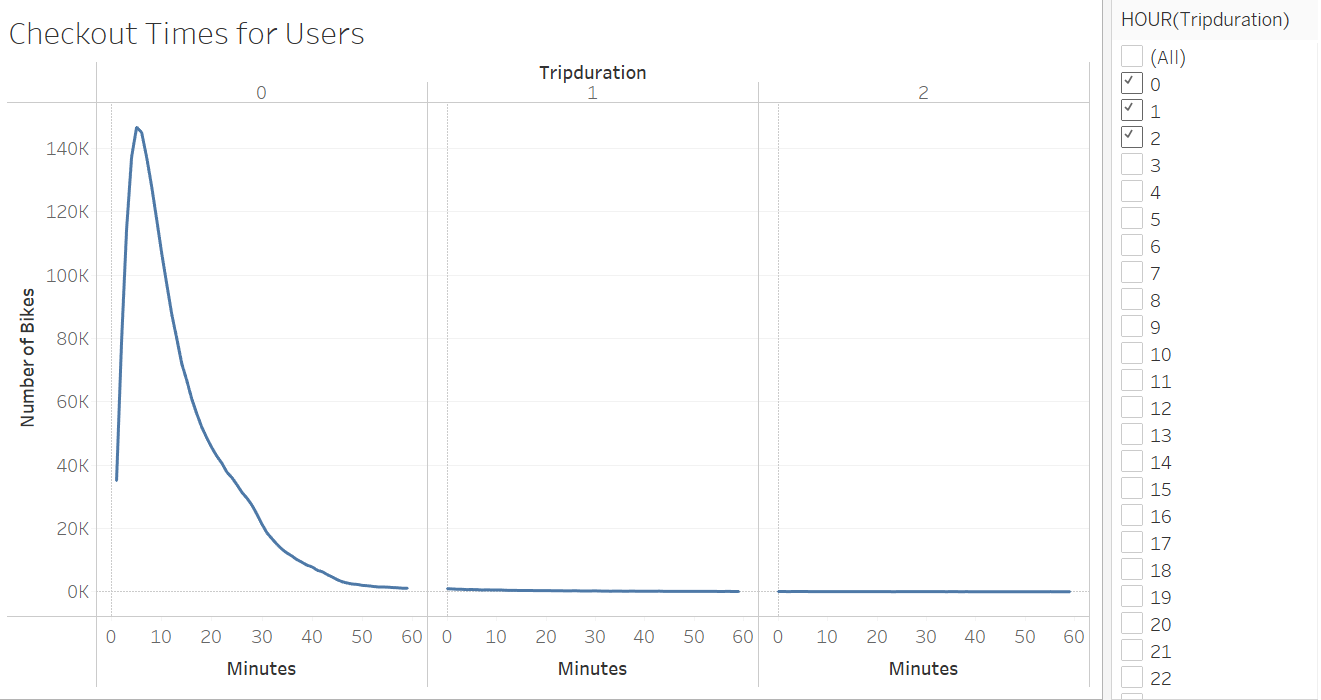 Checkout Times for Users
Tripduration
0 1 2
Number of Bikes
140K
120K
100K
80K
60K
40K
20K
0K
0 10 20 30 40 50 60 0 10 20 30 40 50 60 0 10 20 30 40 50 60
Minutes Minutes Minutes
HOUR(Tripduration)
(All)
0
1
2
3
4
5
6
7
8
9
10
11
12
13
14
15
16
17
18
19
20
21
22